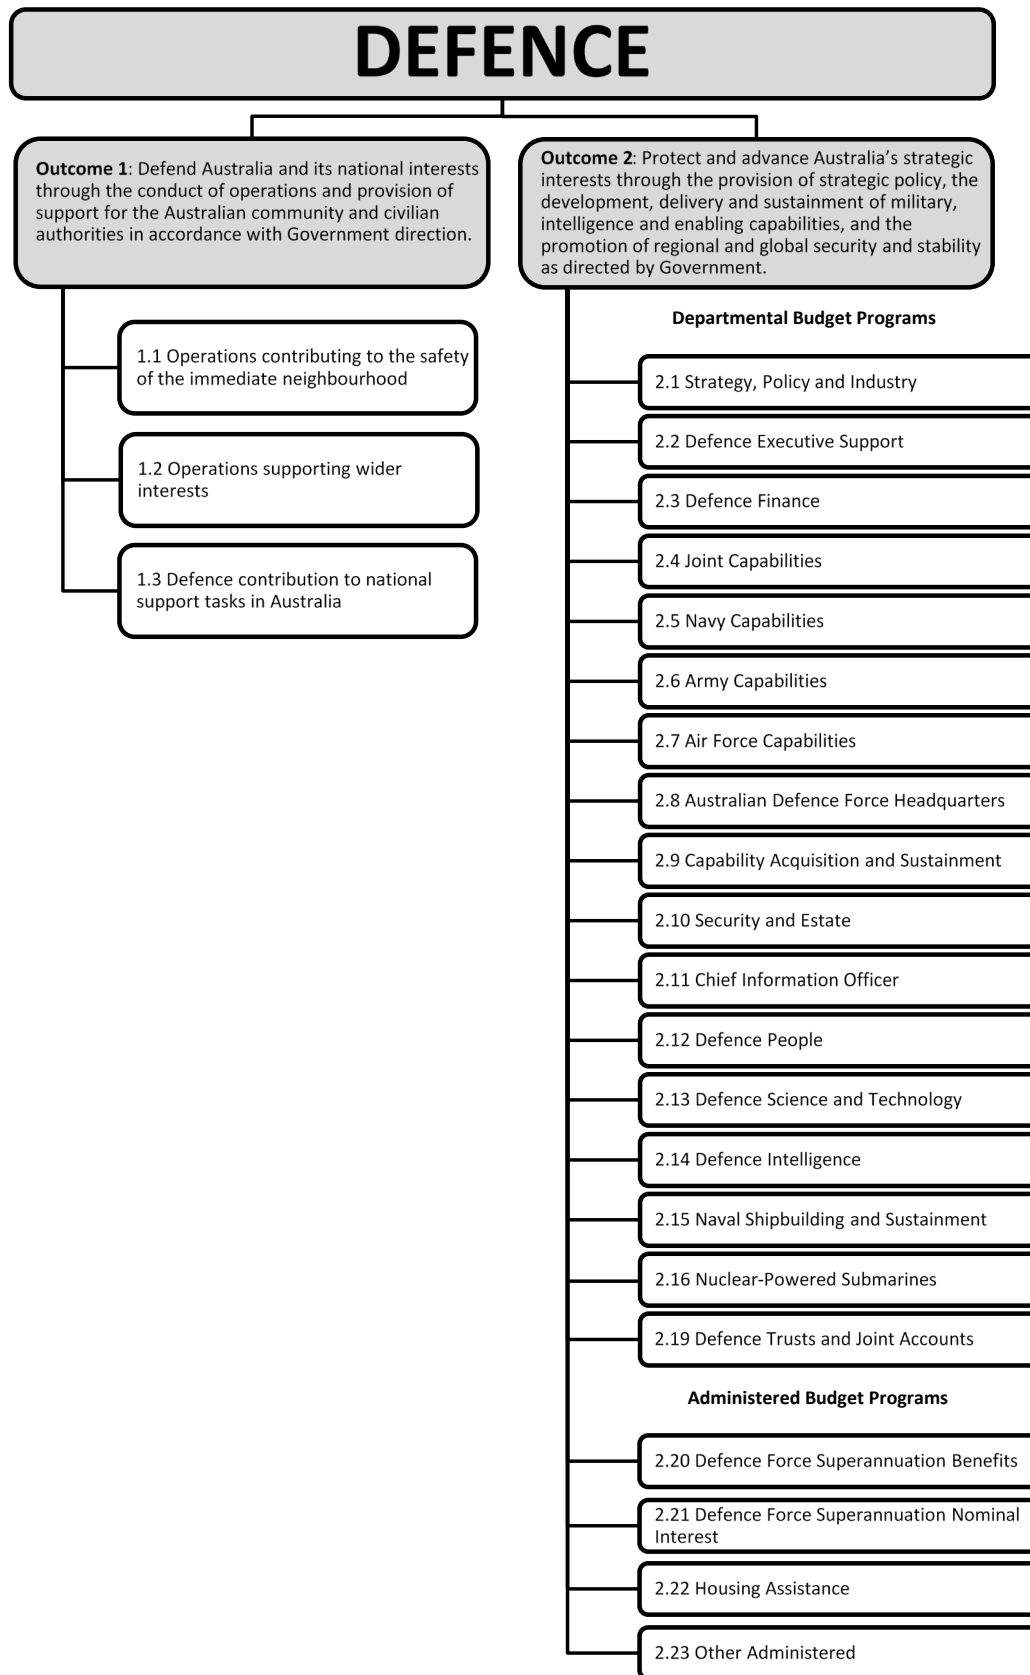 DEFENCE
Outcome 1: Defend Australia and its national interests
through the conduct of operations and provision of
support for the Australian community and civilian
authorities in accordance with Government direction.
1.1 Operations contributing to the safety
of the immediate neighbourhood
1.2 Operations supporting wider
interests
1.3 Defence contribution to national
support tasks in Australia
Outcome 2: Protect and advance Australia’s strategic
interests through the provision of strategic policy, the
development, delivery and sustainment of military,
intelligence and enabling capabilities, and the
promotion of regional and global security and stability
as directed by Government.
Departmental Budget Programs
2.1 Strategy, Policy and Industry
2.2 Defence Executive Support
2.3 Defence Finance
2.4 Joint Capabilities
2.5 Navy Capabilities
2.6 Army Capabilities
2.7 Air Force Capabilities
2.8 Australian Defence Force Headquarters
2.9 Capability Acquisition and Sustainment
2.10 Security and Estate
2.11 Chief Information Officer
2.12 Defence People
2.13 Defence Science and Technology
2.14 Defence Intelligence
2.15 Naval Shipbuilding and Sustainment
2.16 Nuclear-Powered Submarines
2.19 Defence Trusts and Joint Accounts
Administered Budget Programs
2.20 Defence Force Superannuation Benefits
2.21 Defence Force Superannuation Nominal
Interest
2.22 Housing Assistance
2.23 Other Administered